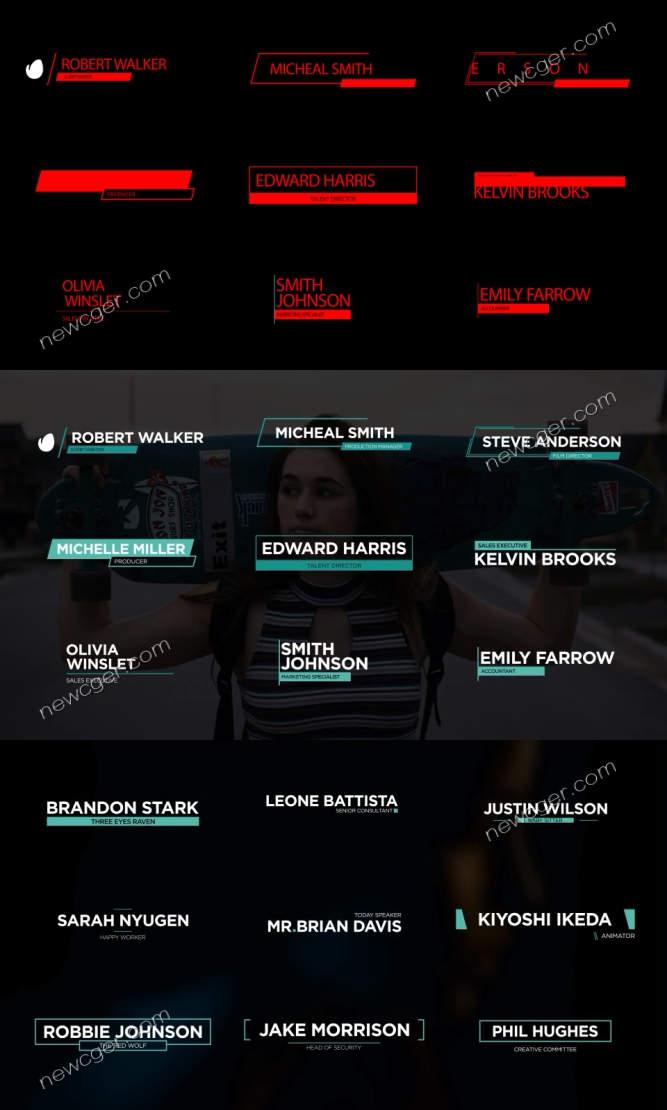 ROBERT WALKER
MICHEAL SMITH
E R S O N
newcger.com
PRODUCER
EDWARD HARRIS
TALENT DIRECTOR
KELVIN BROOKS
OLIVIA
WINSLET
SMITH
JOHNSON
MARKETING SPECIALIST
EMILY FARROW
ACCOUNTANT
newcger.com
ROBERT WALKER
MICHEAL SMITH
PRODUCTION MANAGER
STEVE ANDERSON
FILM DIRECTOR
newcger.com
MICHELLE MILLER
PRODUCER
Exit
EDWARD HARRIS
TALENT DIRECTOR
SALES EXECUTIVE
KELVIN BROOKS
OLIVIA
WINSLET
SALES EXECUTIVE
SMITH
JOHNSON
MARKETING SPECIALIST
EMILY FARROW
ACCOUNTANT
newcger.com
BRANDON STARK
THREE EYES RAVEN
LEONE BATTISTA
SENIOR CONSULTANT
JUSTIN WILSON
newcger.com
SARAH NYUGEN
HAPPY WORKER
TODAY SPEAKER
MR.BRIAN DAVIS
KIYOSHI IKEDA
ANIMATOR
ROBBIE JOHNSON
THE RED WOLF
JAKE MORRISON
HEAD OF SECURITY
PHIL HUGHES
CREATIVE COMMITTEE
newcger.com